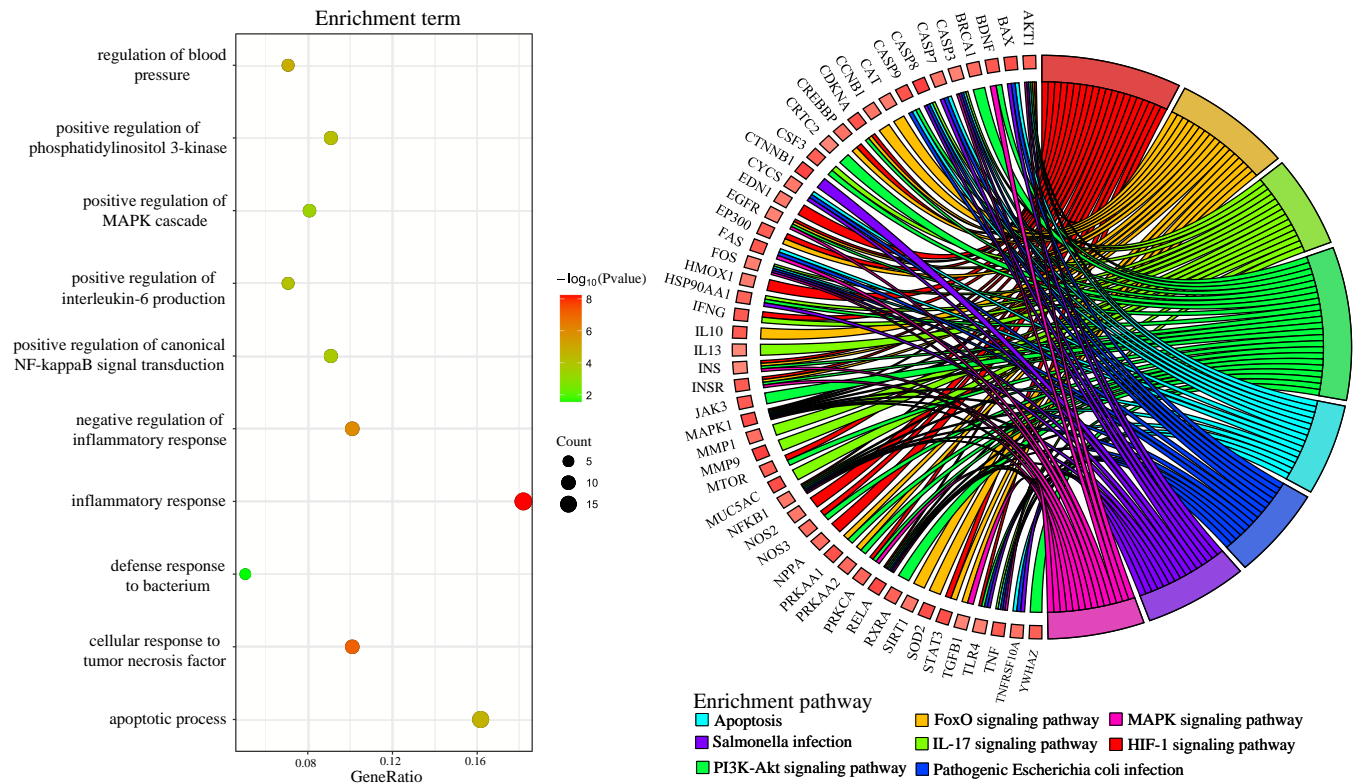 Enrichment term
regulation of blood
pressure
positive regulation of
phosphatidylinositol 3-kinase
positive regulation of
MAPK cascade
positive regulation of
interleukin-6 production
positive regulation of canonical
NF-kappaB signal transduction
negative regulation of
inflammatory response
inflammatory response
defense response
to bacterium
cellular response to
tumor necrosis factor
apoptotic process
0.08
0.12
0.16
GeneRatio
−log10(Pvalue)
8
6
4
2
Count
5
10
15
AKT1
BAX
BDNF
BRCA1
CASP3
CASP7
CASP8
CASP9
CAT
CCNB1
CDKNA
CREBBP
CRTC2
CSF3
CTNNB1
CYCS
EDN1
EGFR
EP300
FAS
FOS
HMOX1
HSP90AA1
IFNG
IL10
IL13
INS
INSR
JAK3
MAPK1
MMP1
MMP9
MTOR
MUC5AC
NFKB1
NOS2
NOS3
NPPA
PRKAA1
PRKAA2
PRKCA
RELA
RXRA
SIRT1
SOD2
STAT3
TGFB1
TLR4
TNF
TNFRSF10A
YWHAZ
Enrichment pathway
Apoptosis
FoxO signaling pathway
MAPK signaling pathway
Salmonella infection
IL-17 signaling pathway
HIF-1 signaling pathway
PI3K-Akt signaling pathway
Pathogenic Escherichia coli infection